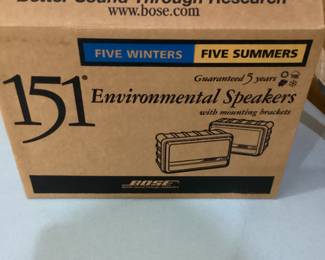 Better Sound Through Research
www.bose.com
FIVE WINTERS FIVE SUMMERS
Guaranteed 5 years
151® Environmental Speakers
with mounting brackets
BOSE